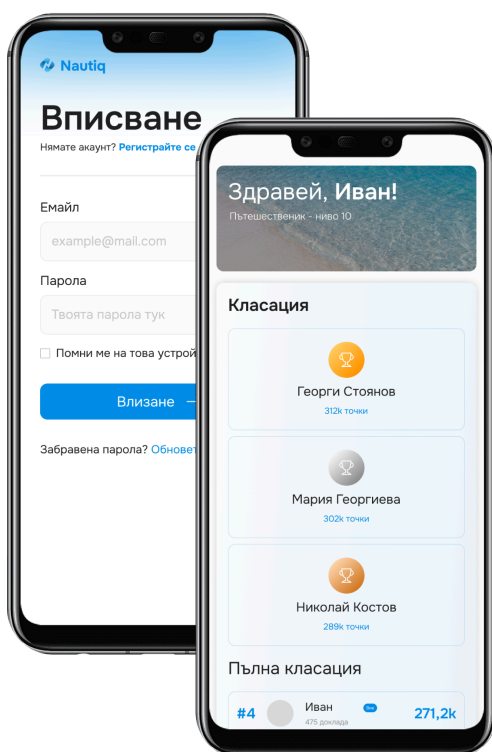 Nautiq
Вписване
Нямате акаунт? Регистрайте се
Емайл
example@mail.com
Парола
Твоята парола тук
Помни ме на това устрой
Влизане →
Забравена парола? Обновет
Здравей, Иван!
Пътешественик - ниво 10
Класация
Георги Стоянов
312k точки
Мария Георгиева
302k точки
Николай Костов
289k точки
Пълна класация
#4 Иван 271,2k
475 доклада